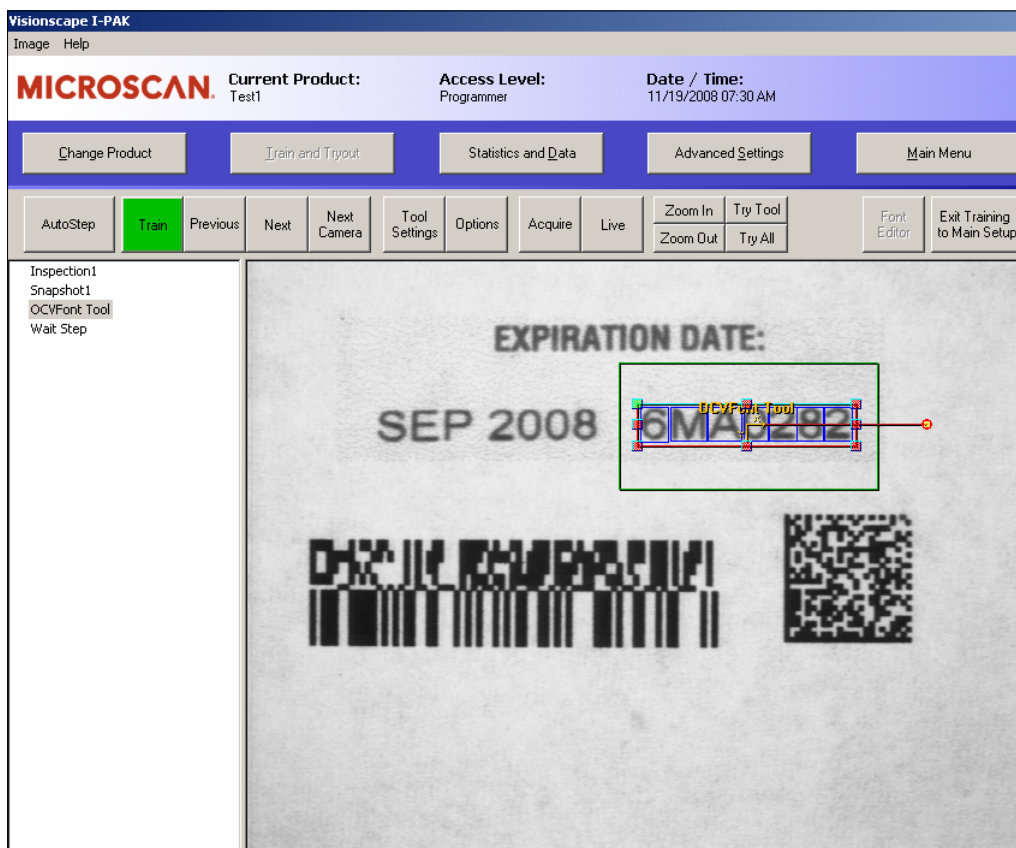 Visionscape I-PAK
Image Help
MICROSCAN.
Current Product:
Test1
Access Level:
Programmer
Date / Time:
11/19/2008 07:30 AM
Change Product
Train and Tryout
Statistics and Data
Advanced Settings
Main Menu
AutoStep
Train
Previous
Next
Next
Camera
Tool
Settings
Options
Acquire
Live
Zoom In
Zoom Out
Try Tool
Try All
Font
Editor
Exit Training
to Main Setup
Inspection1
Snapshot1
OCVFont Tool
Wait Step
EXPIRATION DATE:
OCVFont Tool
SEP 2008